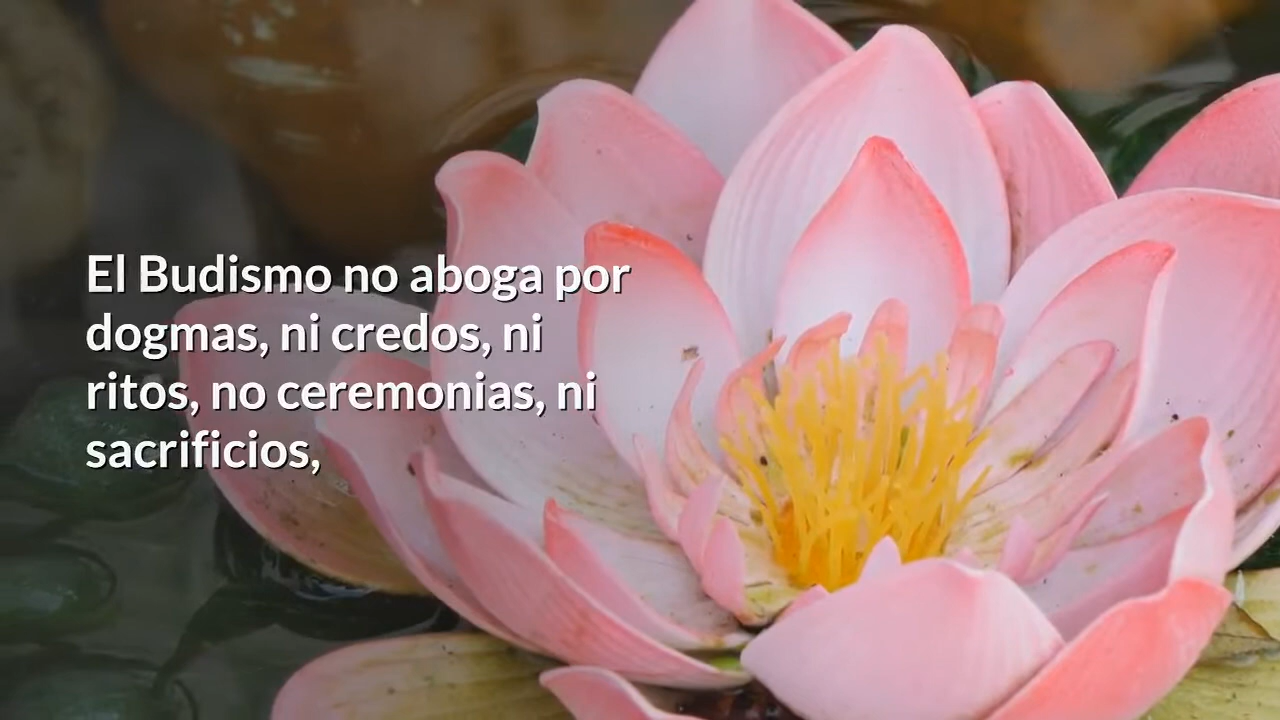 El Budismo no aboga por
dogmas, ni credos, ni
ritos, no ceremonias, ni
sacrificios,